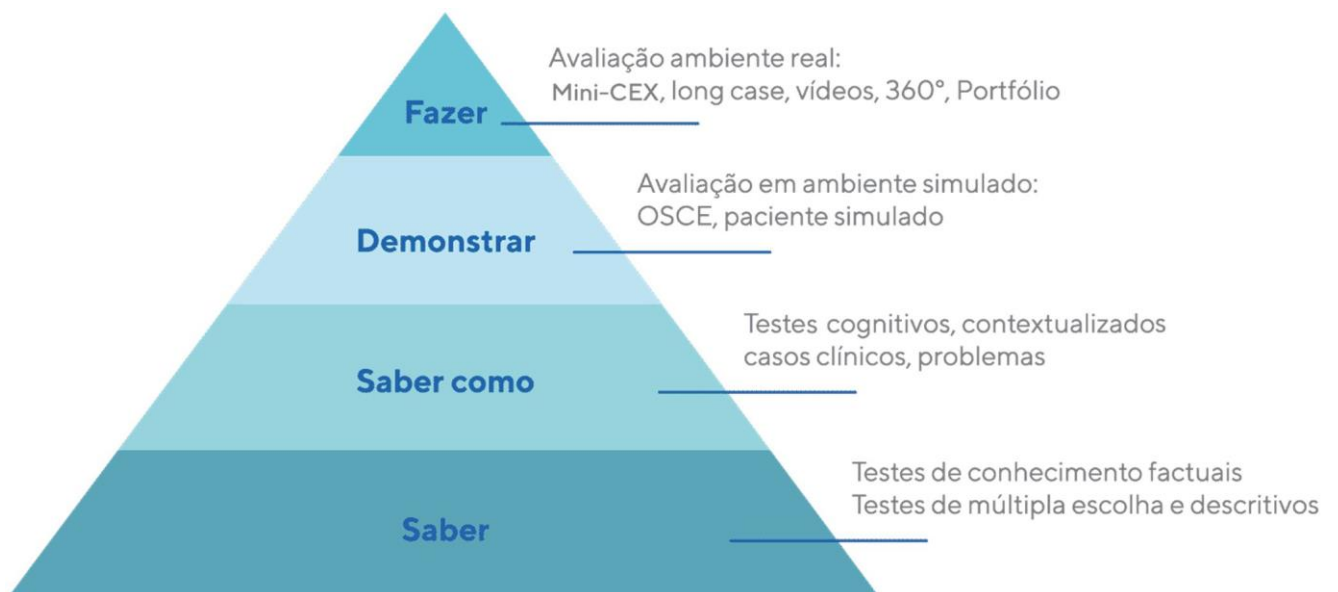 Avaliação ambiente real:
Mini-CEX, long case, vídeos, 360°, Portfólio
Fazer
Avaliação em ambiente simulado:
OSCE, paciente simulado
Demonstrar
Testes cognitivos, contextualizados
casos clínicos, problemas
Saber como
Testes de conhecimento factuais
Testes de múltipla escolha e descritivos
Saber